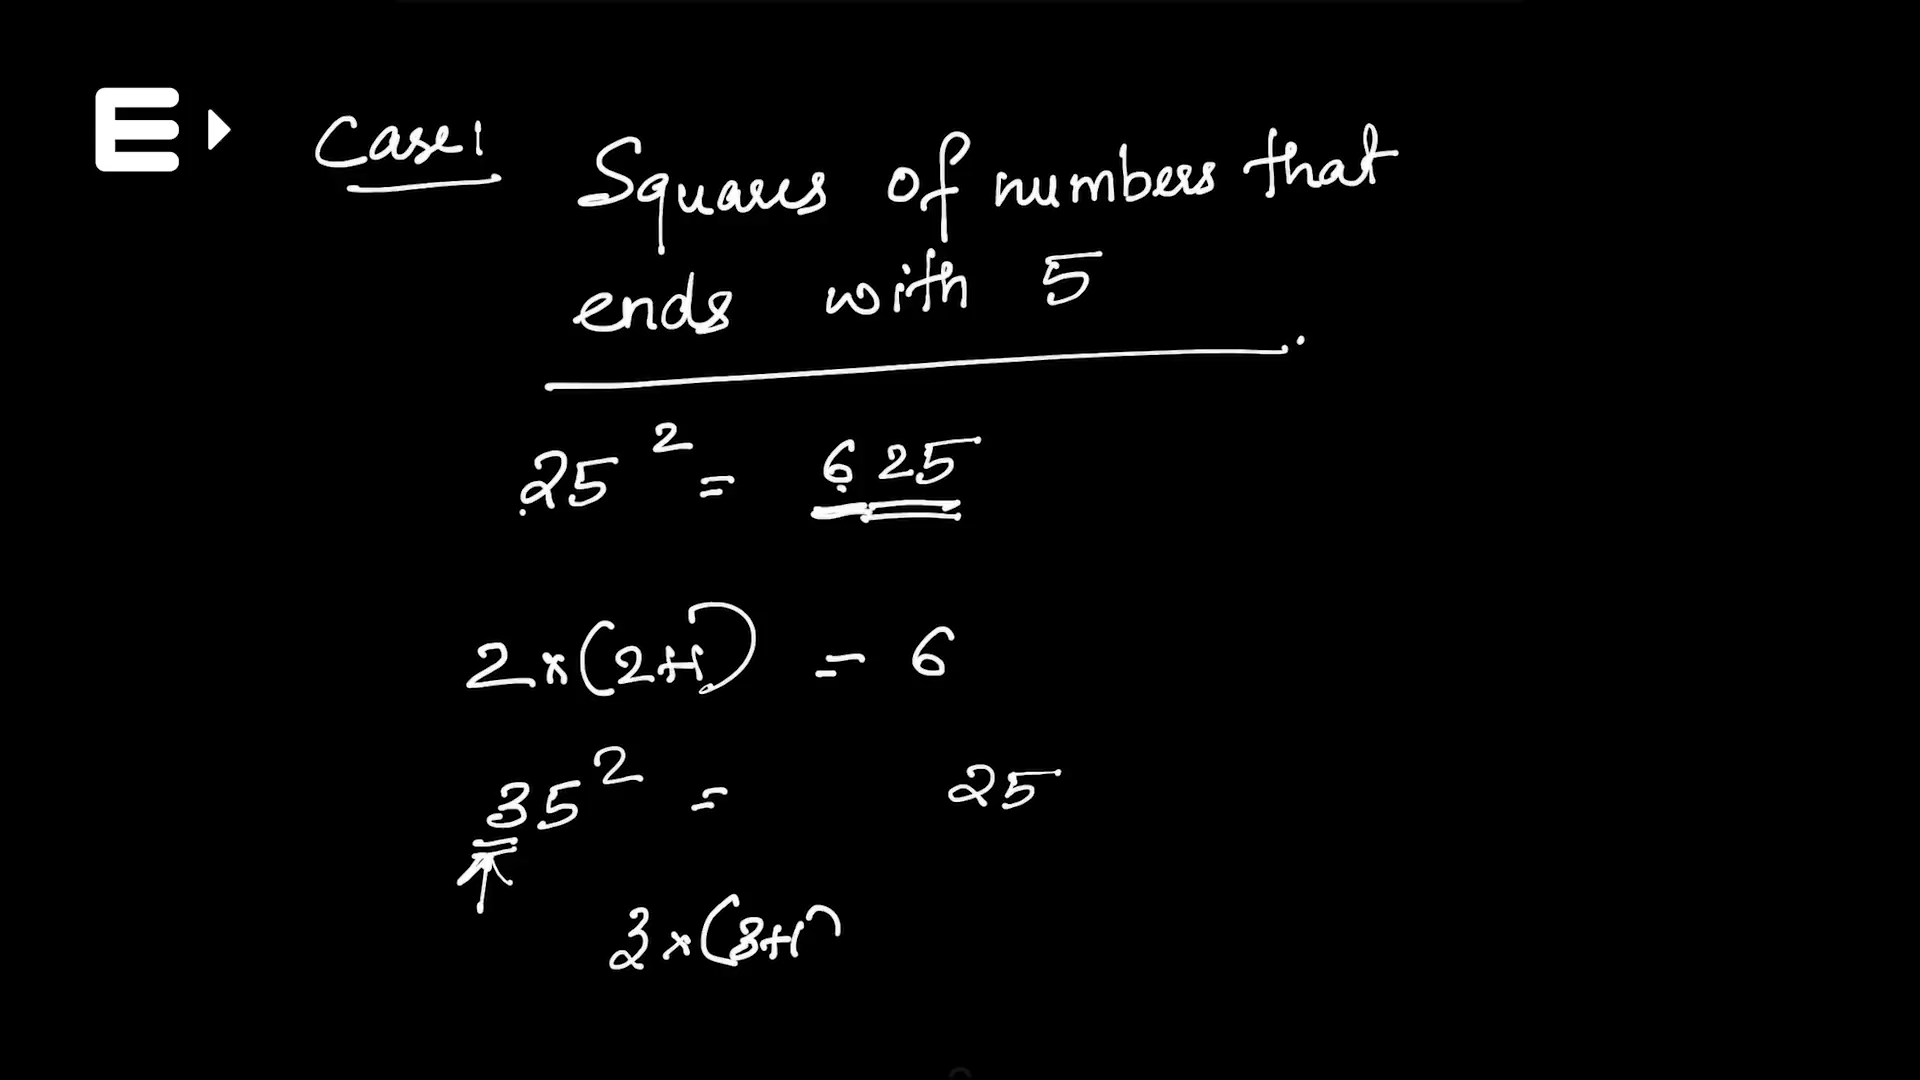 E
Case 1 Squares of numbers that
ends with 5
25² = 625
2 × (2+1) = 6
35² = 25
3 × (3+1)